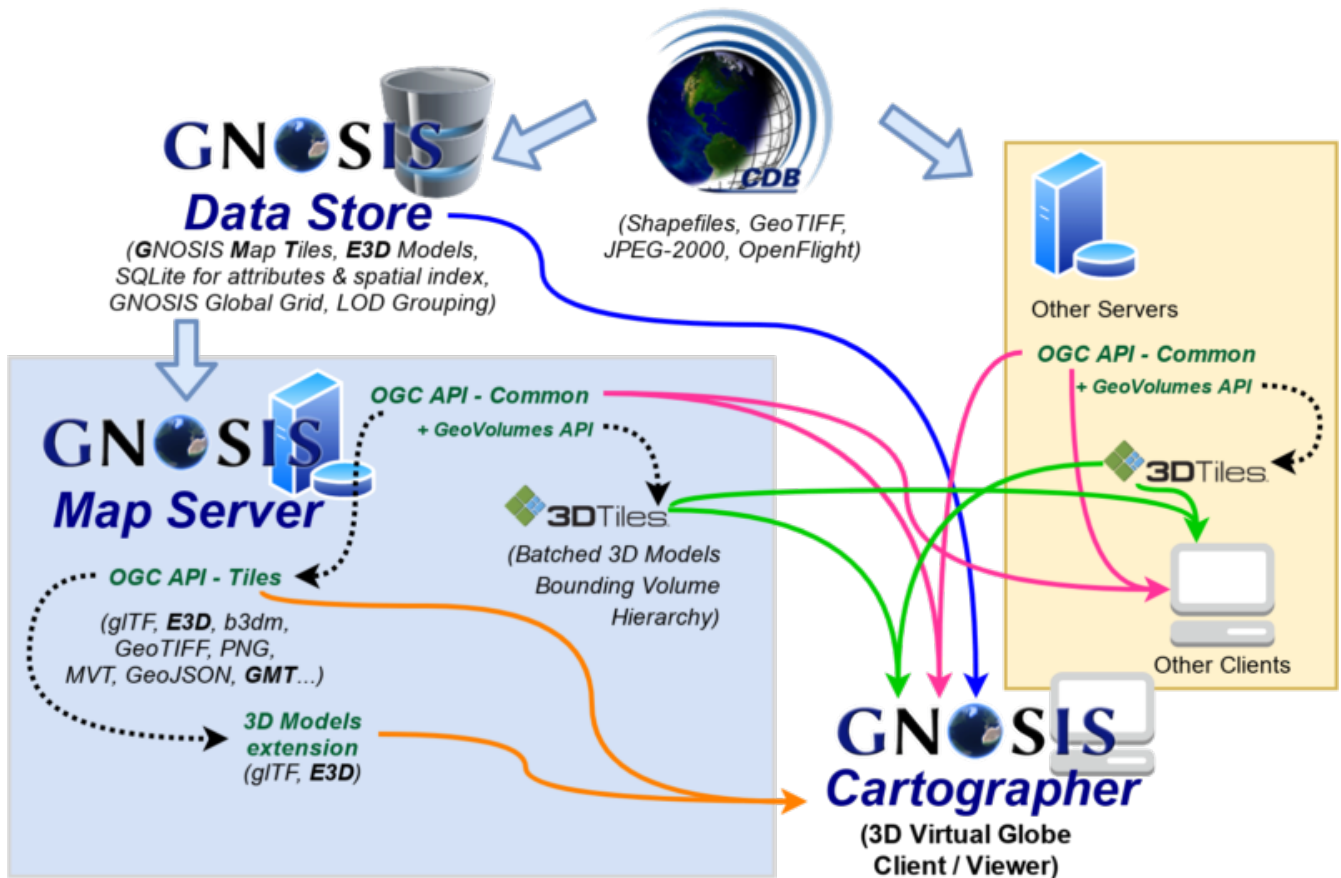 GNOSIS
Data Store
(GNOSIS Map Tiles, E3D Models,
SQLite for attributes & spatial index,
GNOSIS Global Grid, LOD Grouping)
CDB
(Shapefiles, GeoTIFF,
JPEG-2000, OpenFlight)
Other Servers
OGC API - Common
+ GeoVolumes API
3DTiles
Other Clients
OGC API - Common
+ GeoVolumes API
GNOSIS
Map Server
3DTiles
(Batched 3D Models
Bounding Volume
Hierarchy)
OGC API - Tiles
(glTF, E3D, b3dm,
GeoTIFF, PNG,
MVT, GeoJSON, GMT...)
3D Models
extension
(glTF, E3D)
GNOSIS
Cartographer
(3D Virtual Globe
Client / Viewer)